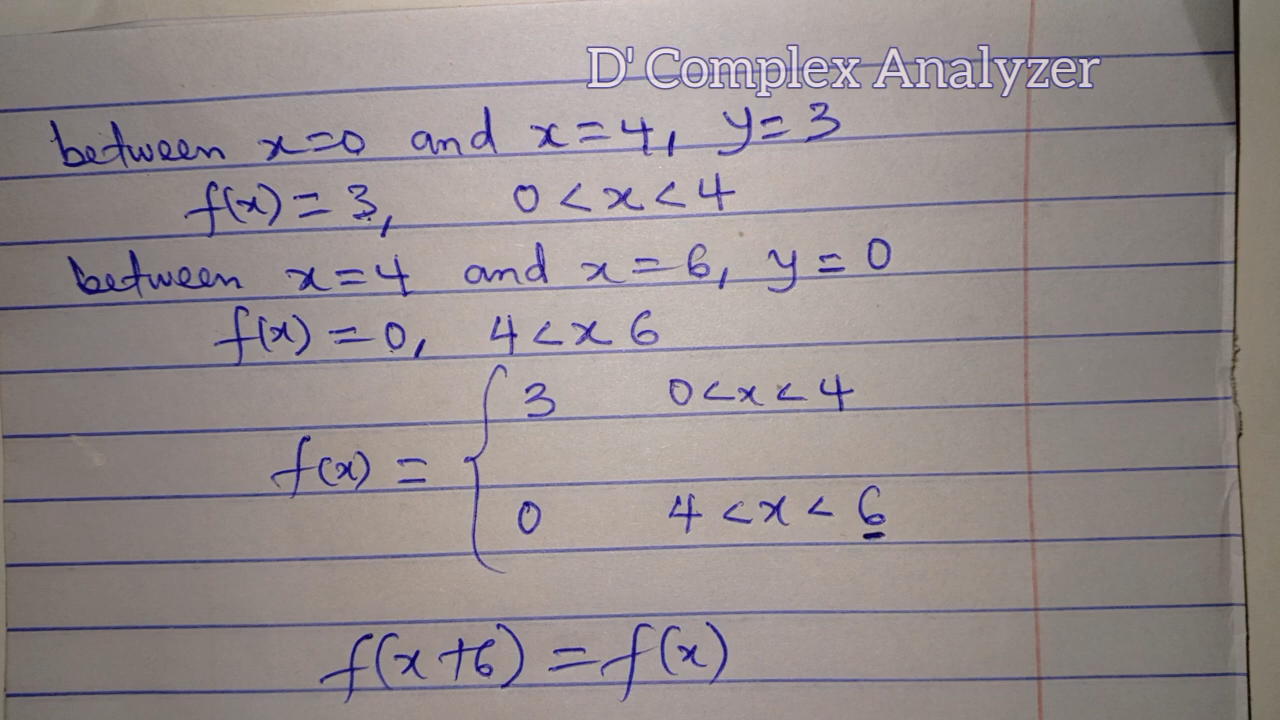 D' Complex Analyzer
between x=0 and x=4, y=3
f(x) = 3, 0<x<4
between x=4 and x=6, y=0
f(x) = 0, 4<x 6
3 0<x<4
f(x) = {
0 4<x<6
f(x+6) = f(x)